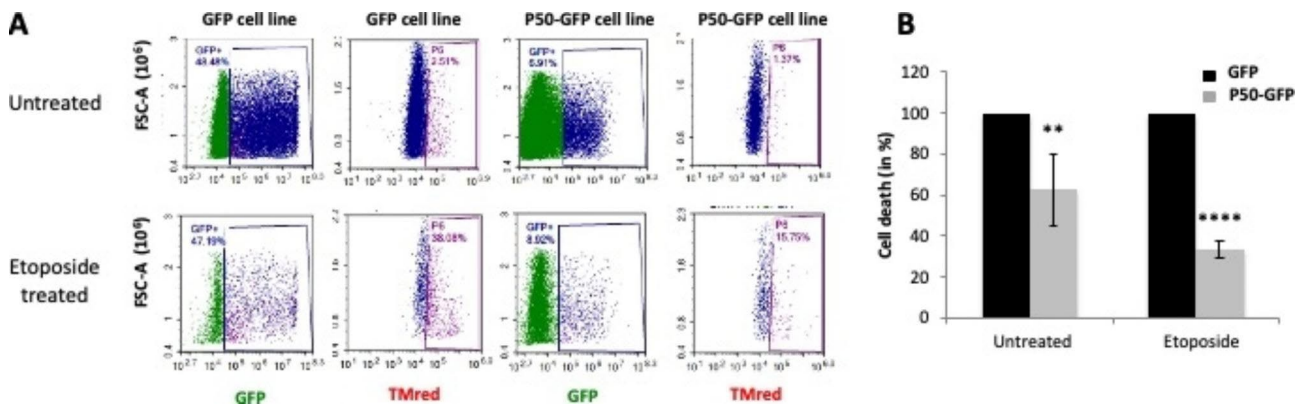 A
GFP cell line
GFP cell line
P50-GFP cell line
P50-GFP cell line
Untreated
FSC-A (10⁶)
GFP+
48.48%
P6
2.51%
GFP+
6.91%
P6
1.37%
Etoposide
treated
FSC-A (10⁶)
GFP+
47.19%
P6
38.08%
GFP+
8.92%
P6
15.75%
GFP
TMred
GFP
TMred
B
GFP
P50-GFP
Cell death (in %)
120
100
80
60
40
20
0
**
****
Untreated
Etoposide